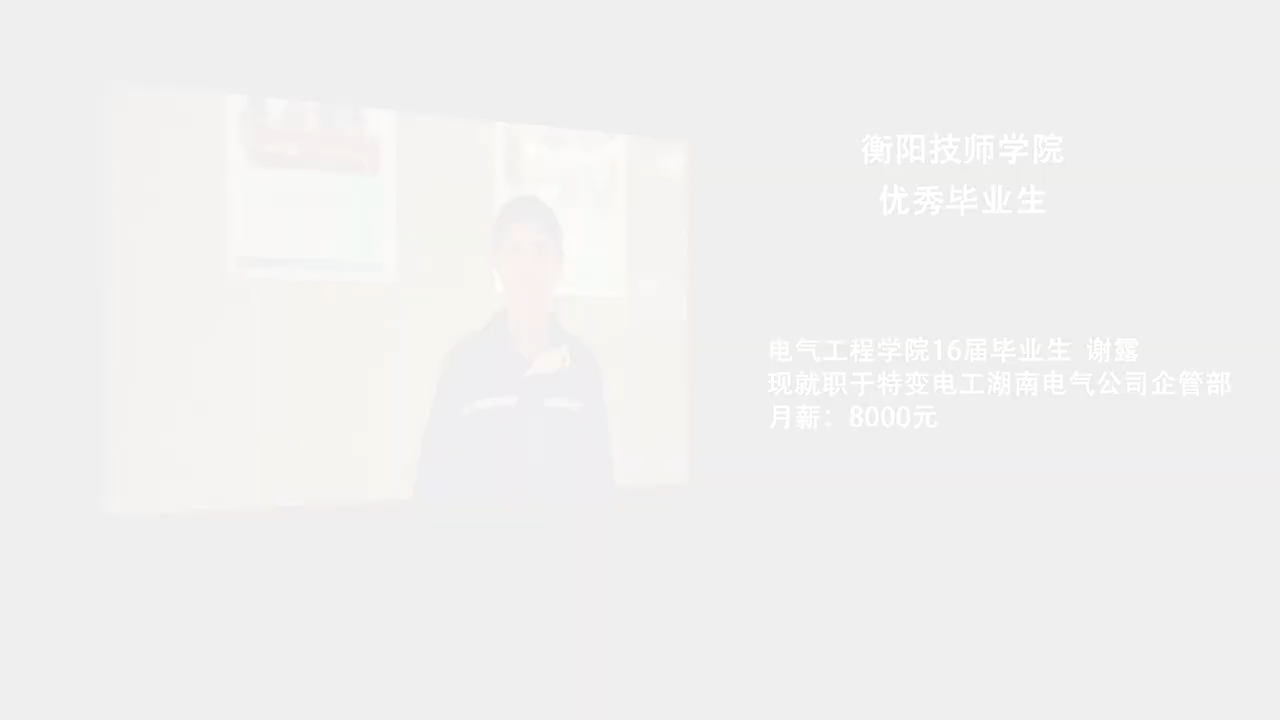 衡阳技师学院
优秀毕业生
电气工程学院16届毕业生 谢露
现就职于特变电工湖南电气公司企管部
月薪：8000元